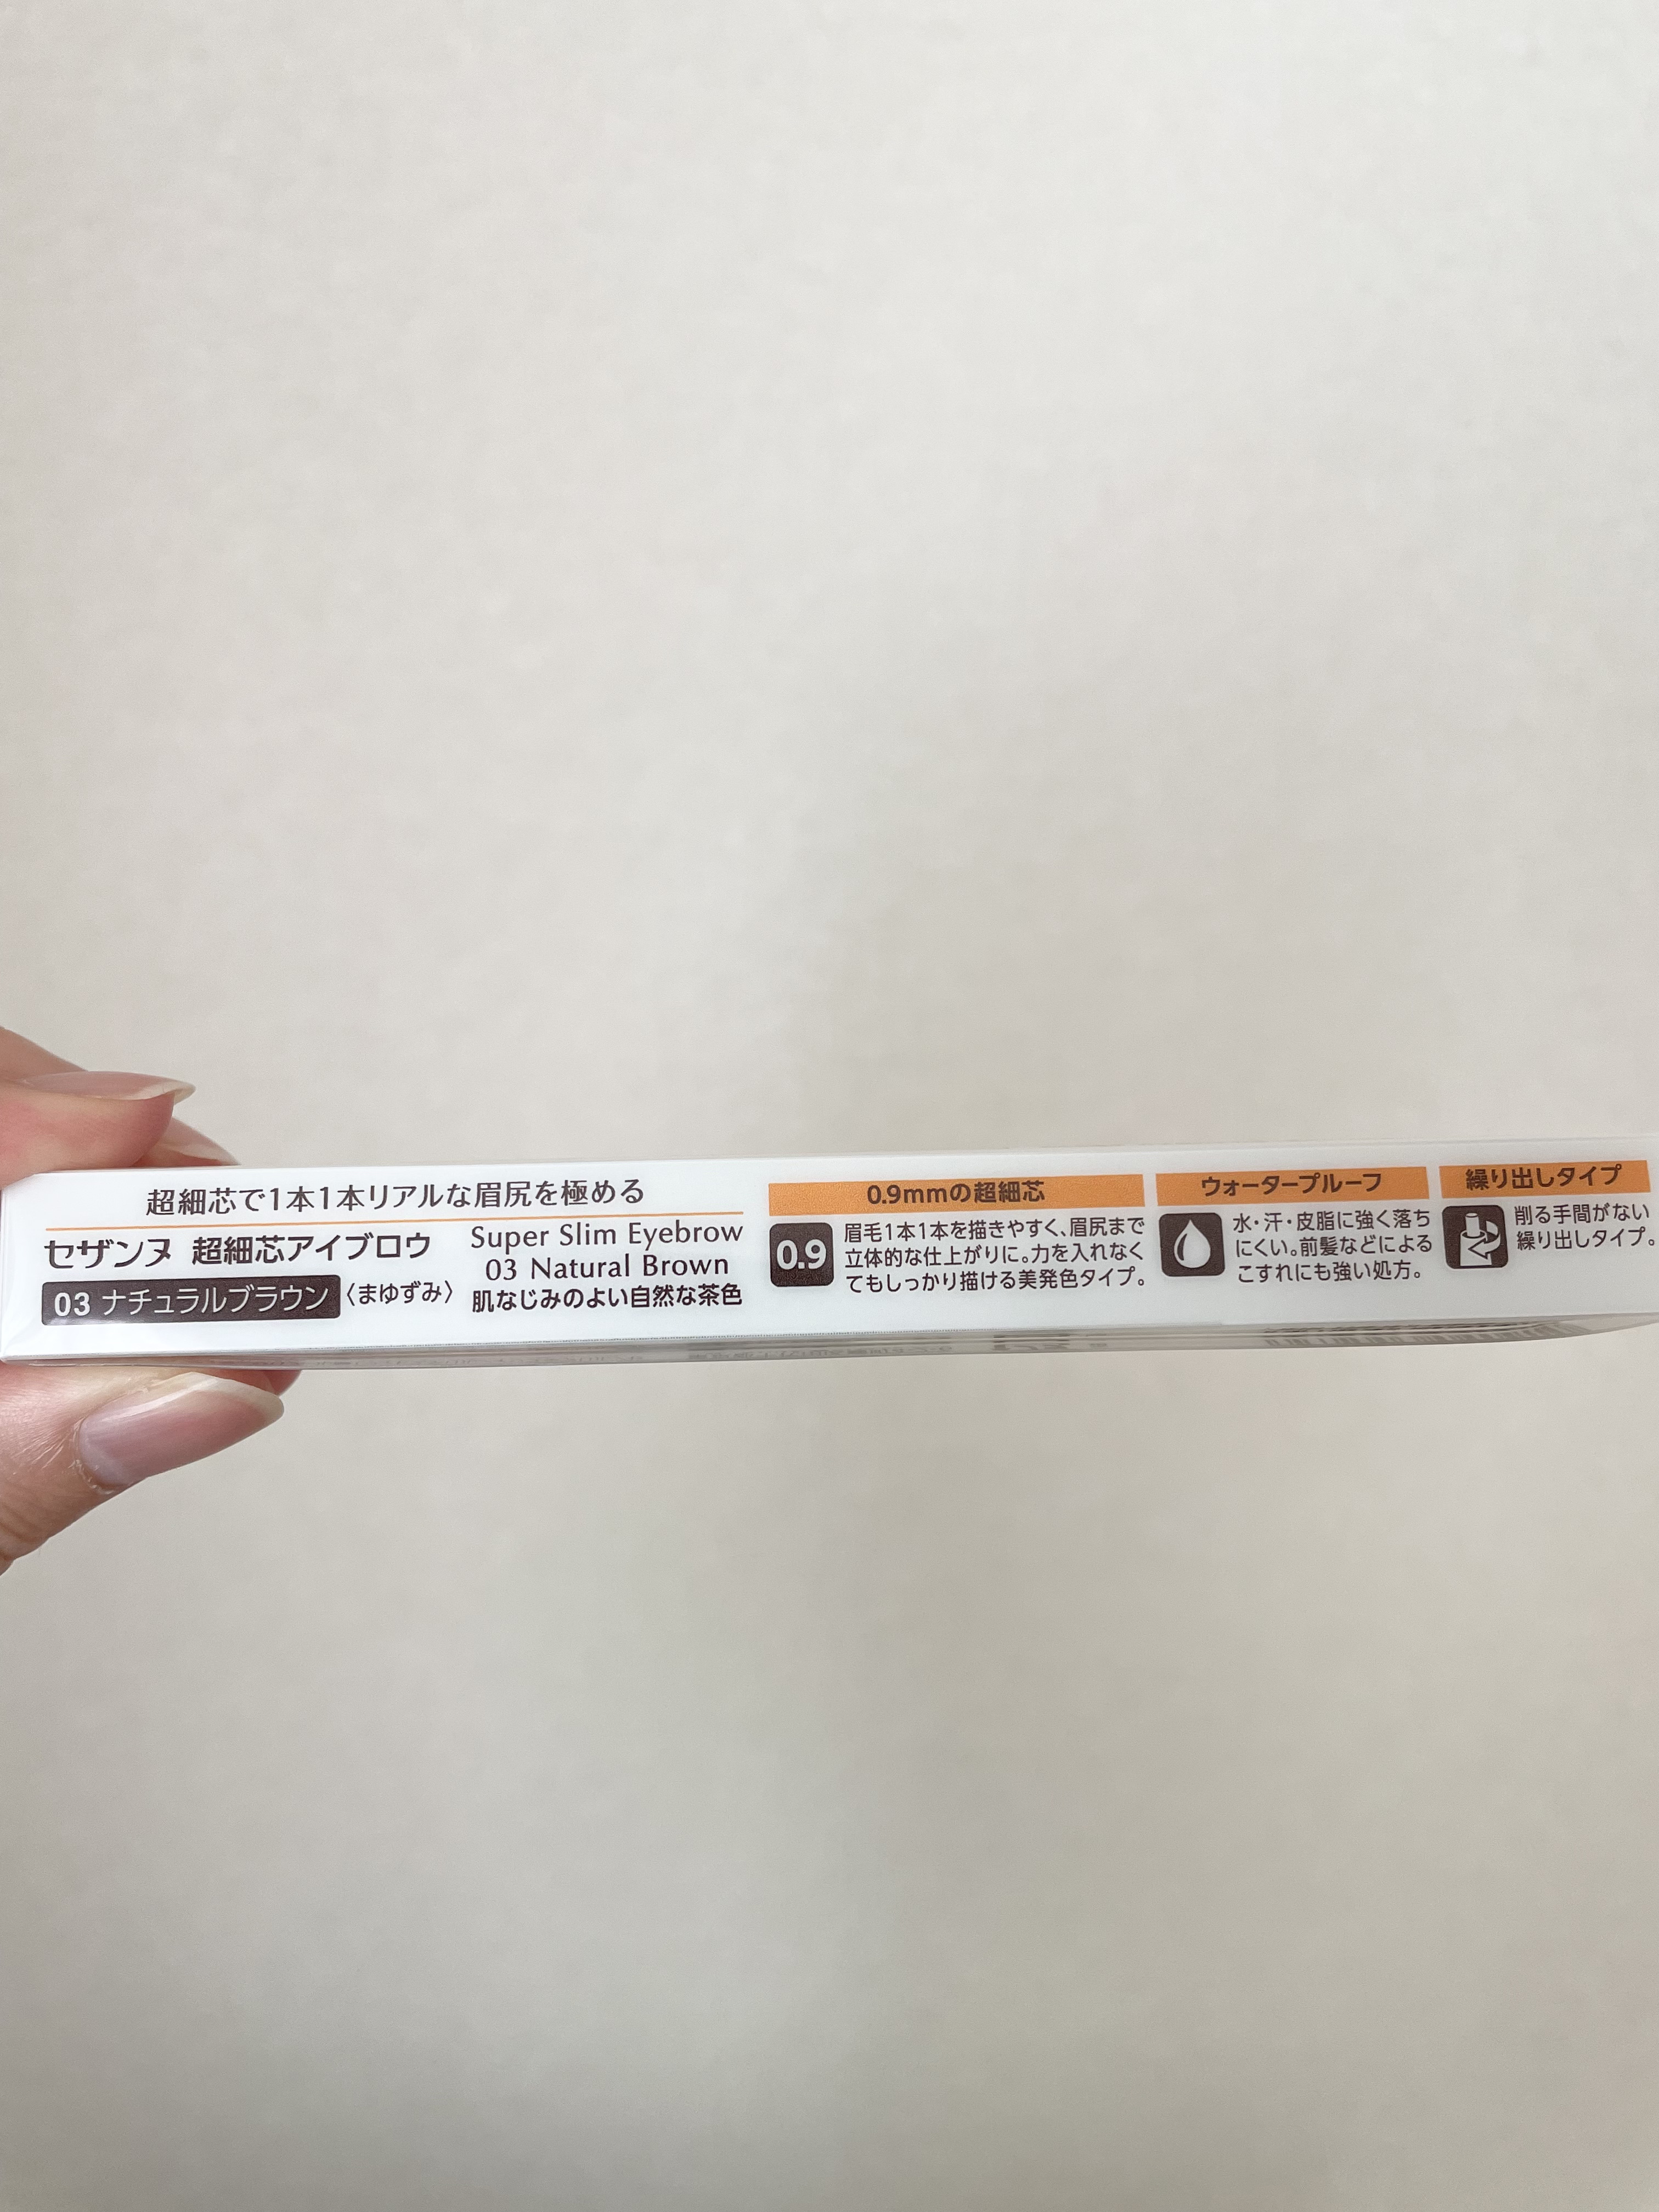 超細芯で1本1本リアルな眉尻を極める
セザンヌ 超細芯アイブロウ
03 ナチュラルブラウン〈まゆずみ〉
Super Slim Eyebrow
03 Natural Brown
肌なじみのよい自然な茶色
0.9mmの超細芯
0.9
眉毛1本1本を描きやすく、眉尻まで
立体的な仕上がりに。力を入れなく
てもしっかり描ける美発色タイプ。
ウォータープルーフ
水・汗・皮脂に強く落ち
にくい。前髪などによる
こすれにも強い処方。
繰り出しタイプ
削る手間がない
繰り出しタイプ。